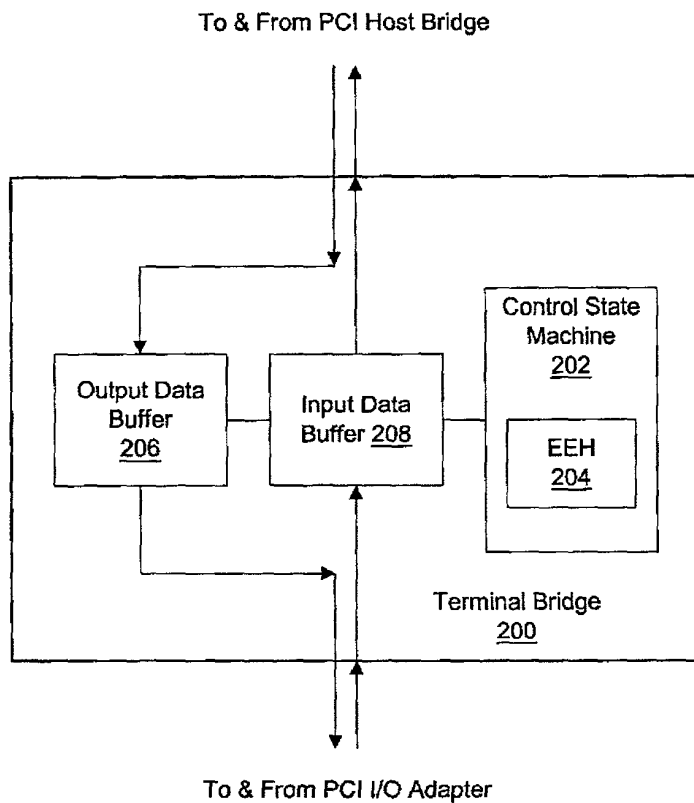 To & From PCI Host Bridge
Control State
Machine
202
Output Data
Buffer
206
Input Data
Buffer 208
EEH
204
Terminal Bridge
200
To & From PCI I/O Adapter